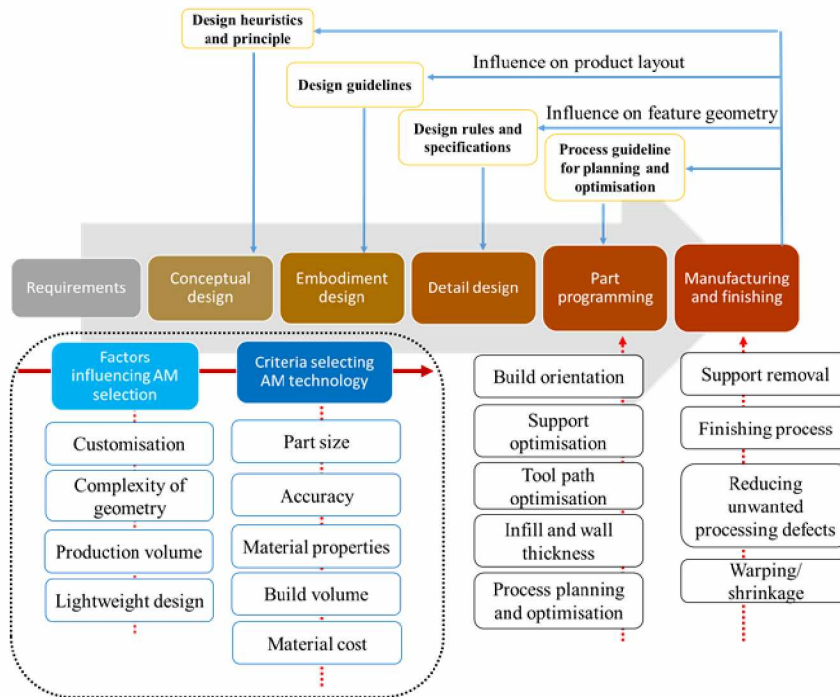 Design heuristics
and principle
Influence on product layout
Design guidelines
Influence on feature geometry
Design rules and
specifications
Process guideline
for planning and
optimisation
Requirements
Conceptual
design
Embodiment
design
Detail design
Part
programming
Manufacturing
and finishing
Factors
influencing AM
selection
Customisation
Complexity of
geometry
Production volume
Lightweight design
Criteria selecting
AM technology
Part size
Accuracy
Material properties
Build volume
Material cost
Build orientation
Support
optimisation
Tool path
optimisation
Infill and wall
thickness
Process planning
and optimisation
Support removal
Finishing process
Reducing
unwanted
processing defects
Warping/
shrinkage